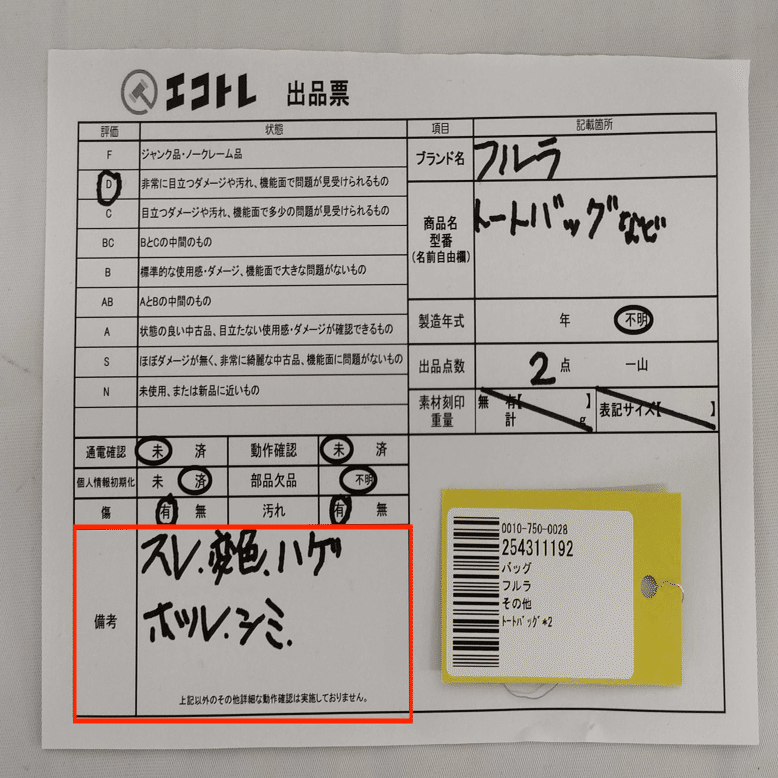 エコトレ 出品票
評価 状態 項目 記載箇所
F ジャンク品・ノークレーム品
D 非常に目立つダメージや汚れ、機能面で問題が見受けられるもの
C 目立つダメージや汚れ、機能面で多少の問題が見受けられるもの
BC BとCの中間のもの
B 標準的な使用感・ダメージ、機能面で大きな問題がないもの
AB AとBの中間のもの
A 状態の良い中古品、目立たない使用感・ダメージが確認できるもの
S ほぼダメージが無く、非常に綺麗な中古品、機能面に問題がないもの
N 未使用、または新品に近いもの
ブランド名 フルラ
商品名
型番
(名前自由欄)
トートバッグなど
製造年式 年 不明
出品点数 2 点 一山
素材刻印
重量
無 有【 】
計 g
表記サイズ【 】
通電確認 未 済 動作確認 未 済
個人情報初期化 未 済 部品欠品 不明
傷 有 無 汚れ 有 無
備考
スレ.変色.ハゲ
ホツレ.シミ.
上記以外のその他詳細な動作確認は実施しておりません。
0010-750-0028
254311192
バッグ
フルラ
その他
ﾄｰﾄﾊﾞｯｸﾞ*2